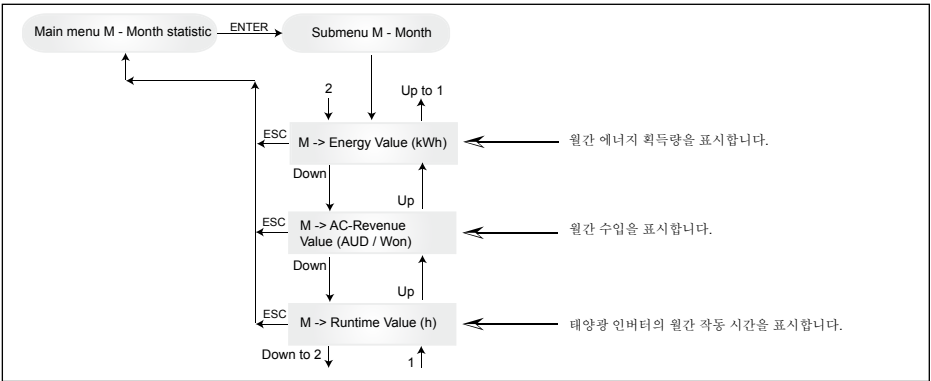 Main menu M - Month statistic
ENTER
Submenu M - Month
2
Up to 1
ESC
M -> Energy Value (kWh)
월간 에너지 획득량을 표시합니다.
Down
Up
ESC
M -> AC-Revenue
Value (AUD / Won)
월간 수입을 표시합니다.
Down
Up
ESC
M -> Runtime Value (h)
태양광 인버터의 월간 작동 시간을 표시합니다.
Down to 2
1